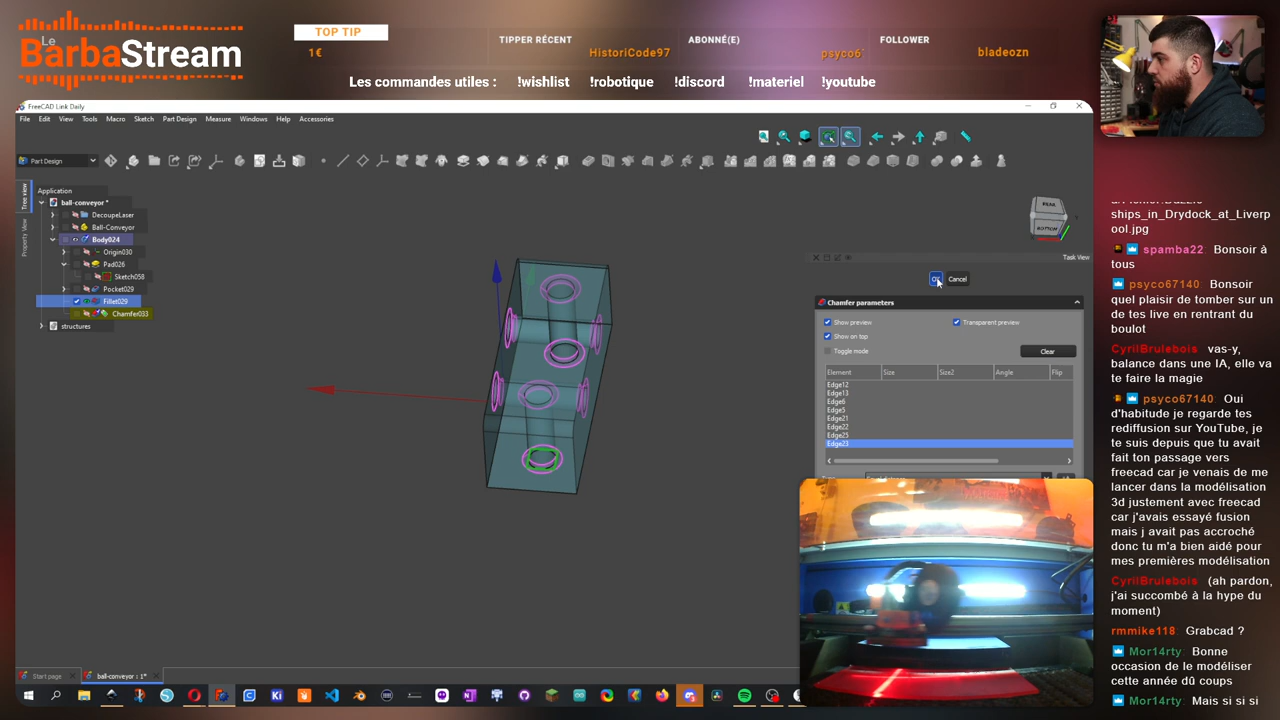 Le
BarbaStream
TOP TIP
1€
TIPPER RÉCENT
HistoriCode97
ABONNÉ(E)
psyco6
FOLLOWER
bladeozn
Les commandes utiles : !wishlist !robotique !discord !materiel !youtube
FreeCAD Link Daily
File Edit View Tools Macro Sketch Part Design Measure Windows Help Accessories
Part Design
Tree view
Property View
Application
ball-conveyor *
DecoupeLaser
Ball-Conveyor
Body024
Origin030
Pad026
Sketch058
Pocket029
Fillet029
Chamfer033
structures
REAR
BOTTOM
Task View
OK Cancel
Chamfer parameters
Show preview Transparent preview
Show on top
Toggle mode Clear
Element Size Size2 Angle Flip
Edge12
Edge13
Edge6
Edge5
Edge21
Edge22
Edge25
Edge23
Start page
ball-conveyor : 1*
ships_in_Drydock_at_Liverp
ool.jpg
spamba22 Bonsoir à
tous
psyco67140 Bonsoir
quel plaisir de tomber sur un
de tes live en rentrant du
boulot
CyrilBrulebois vas-y,
balance dans une IA, elle va
te faire la magie
psyco67140 Oui
d'habitude je regarde tes
rediffusion sur YouTube, je
te suis depuis que tu avait
fait ton passage vers
freecad car je venais de me
lancer dans la modélisation
3d justement avec freecad
car j'avais essayé fusion
mais j avait pas accroché
donc tu m'a bien aidé pour
mes premières modélisation
CyrilBrulebois (ah pardon,
j'ai succombé à la hype du
moment)
rmmike118 Grabcad ?
Mor14rty Bonne
occasion de le modéliser
cette année dû coups
Mor14rty Mais si si si